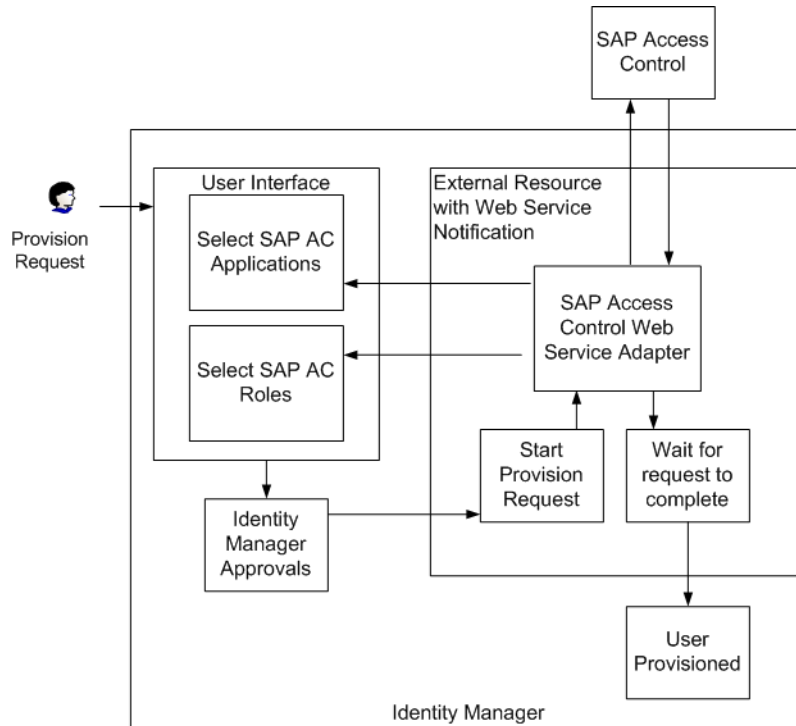 SAP Access
Control
User Interface
External Resource
with Web Service
Notification
Select SAP AC
Applications
Provision
Request
SAP Access
Control Web
Service Adapter
Select SAP AC
Roles
Start
Provision
Request
Wait for
request to
complete
Identity
Manager
Approvals
User
Provisioned
Identity Manager